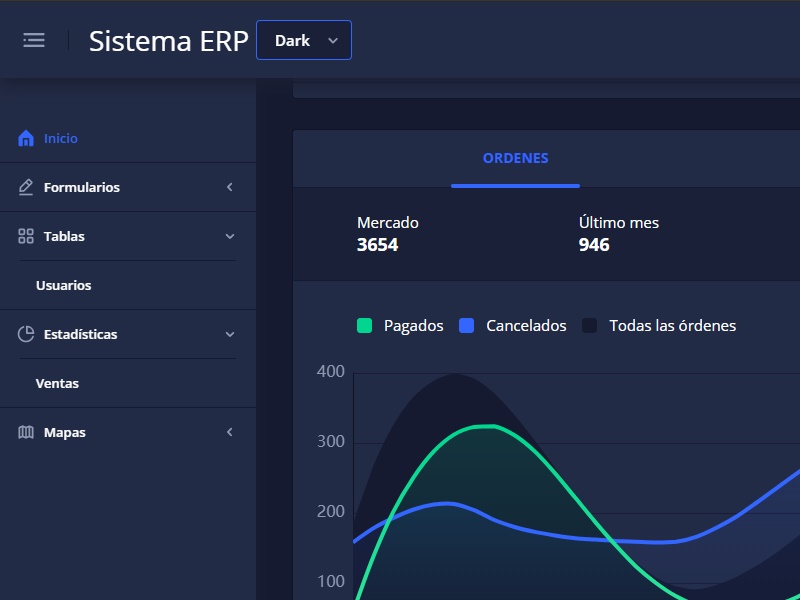 Sistema ERP
Dark
Inicio
Formularios
Tablas
Usuarios
Estadísticas
Ventas
Mapas
ORDENES
Mercado
3654
Último mes
946
Pagados
Cancelados
Todas las órdenes
400
300
200
100